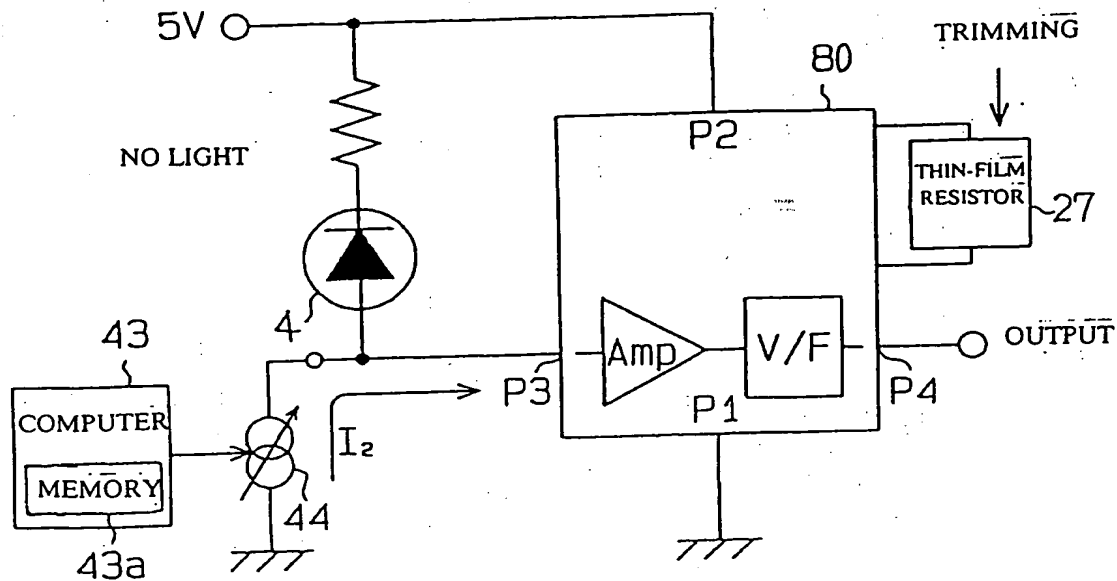 5V
TRIMMING
80
P2
NO LIGHT
THIN-FILM
RESISTOR
27
4
43
Amp
V/F
OUTPUT
P3
P4
P1
COMPUTER
I2
MEMORY
44
43a